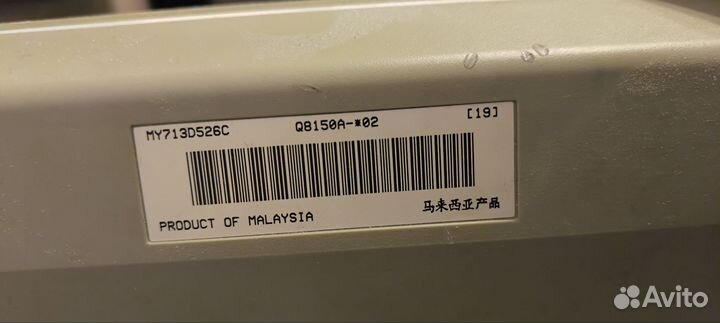 MY713D526C Q8150A-*02 [19]
PRODUCT OF MALAYSIA 马来西亚产品
Avito